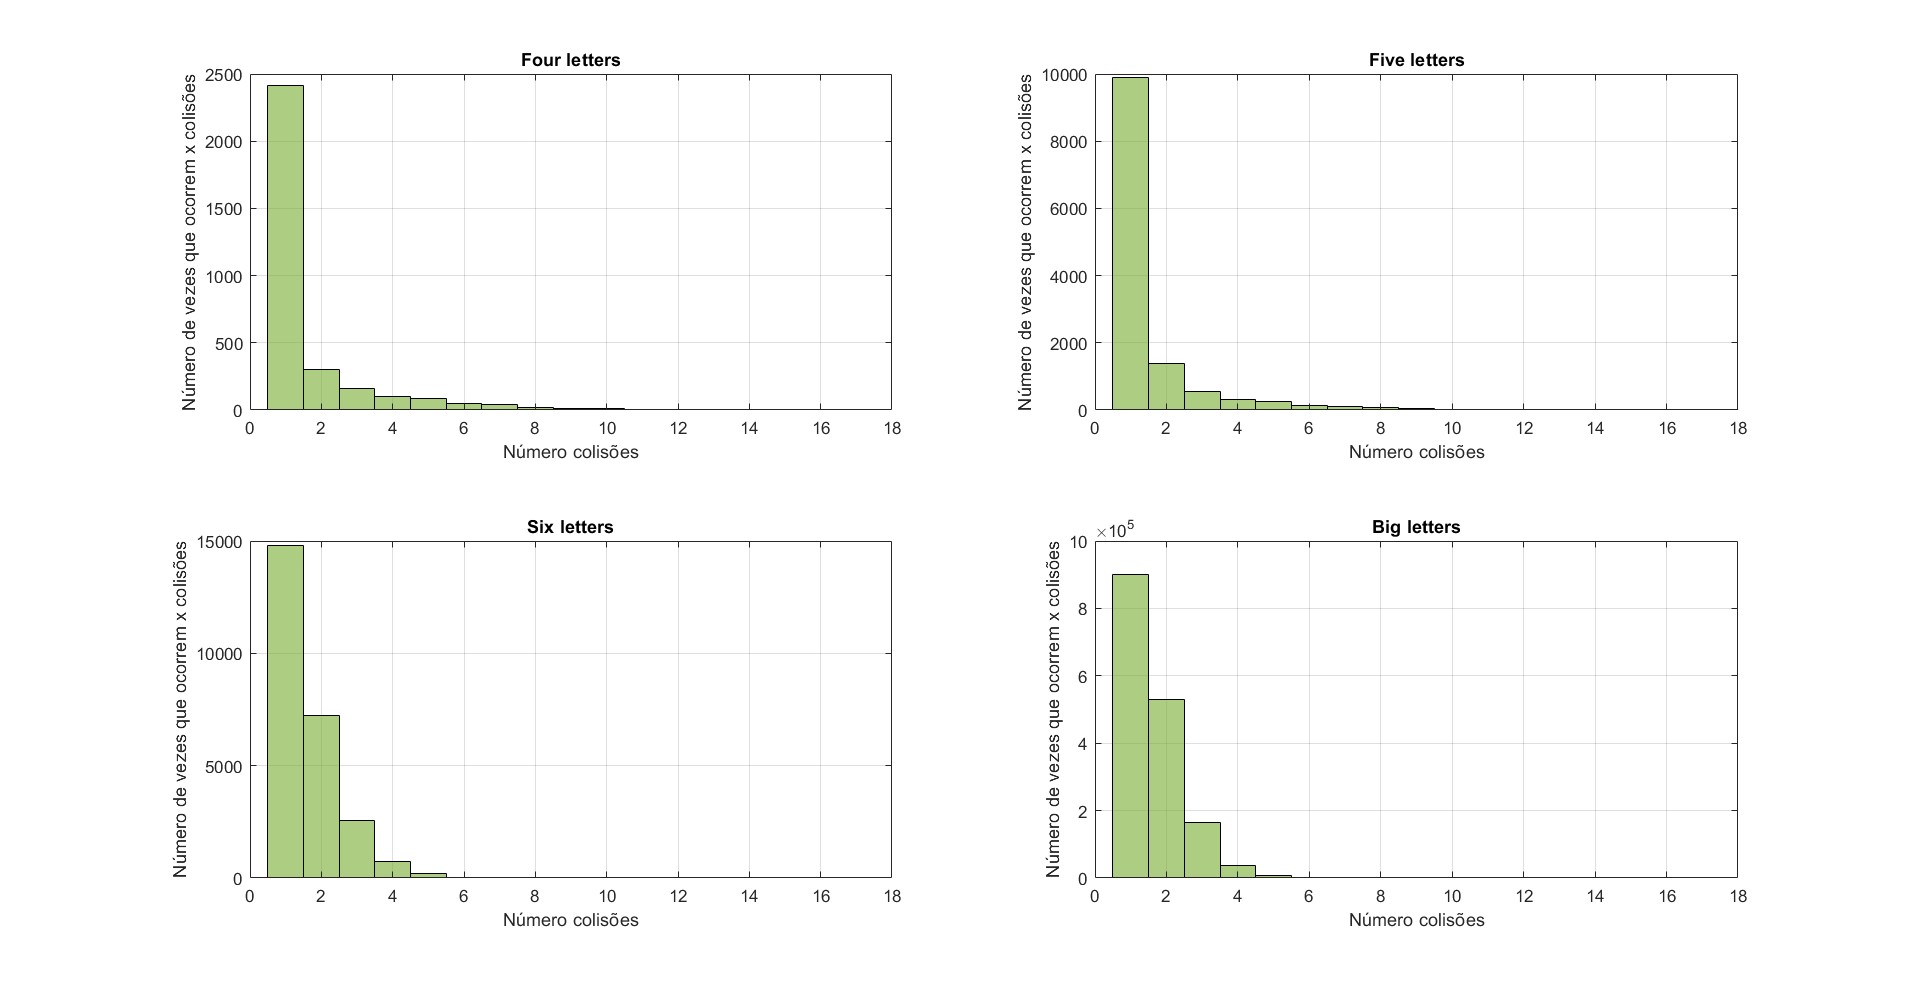 Four letters
Número de vezes que ocorrem x colisões
2500
2000
1500
1000
500
0
0 2 4 6 8 10 12 14 16 18
Número colisões
Five letters
Número de vezes que ocorrem x colisões
10000
8000
6000
4000
2000
0
0 2 4 6 8 10 12 14 16 18
Número colisões
Six letters
Número de vezes que ocorrem x colisões
15000
10000
5000
0
0 2 4 6 8 10 12 14 16 18
Número colisões
Big letters
×10⁵
Número de vezes que ocorrem x colisões
10
8
6
4
2
0
0 2 4 6 8 10 12 14 16 18
Número colisões